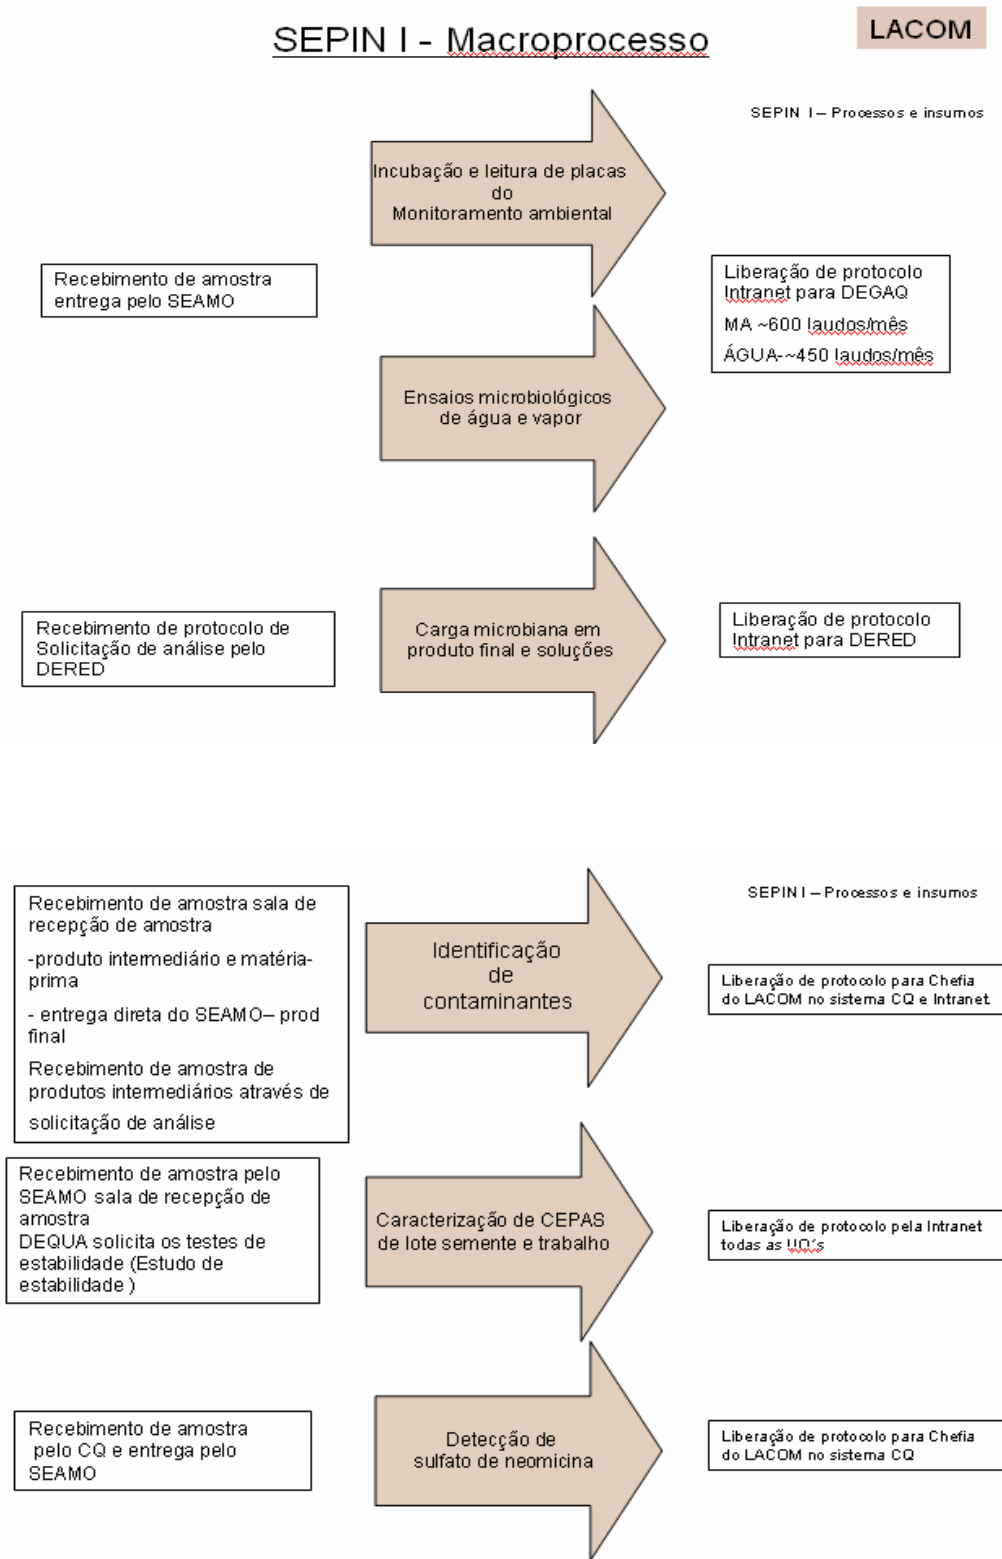 SEPIN I - Macroprocesso
LACOM
SEPIN I – Processos e insumos
Incubação e leitura de placas
do
Monitoramento ambiental
Recebimento de amostra
entrega pelo SEAMO
Liberação de protocolo
Intranet para DEGAQ
MA ~600 laudos/mês
ÁGUA-~450 laudos/mês
Ensaios microbiológicos
de água e vapor
Recebimento de protocolo de
Solicitação de análise pelo
DERED
Carga microbiana em
produto final e soluções
Liberação de protocolo
Intranet para DERED
SEPIN I – Processos e insumos
Recebimento de amostra sala de
recepção de amostra
-produto intermediário e matéria-
prima
- entrega direta do SEAMO– prod
final
Recebimento de amostra de
produtos intermediários através de
solicitação de análise
Identificação
de
contaminantes
Liberação de protocolo para Chefia
do LACOM no sistema CQ e Intranet.
Recebimento de amostra pelo
SEAMO sala de recepção de
amostra
DEQUA solicita os testes de
estabilidade (Estudo de
estabilidade )
Caracterização de CEPAS
de lote semente e trabalho
Liberação de protocolo pela Intranet
todas as UO´s
Recebimento de amostra
pelo CQ e entrega pelo
SEAMO
Detecção de
sulfato de neomicina
Liberação de protocolo para Chefia
do LACOM no sistema CQ